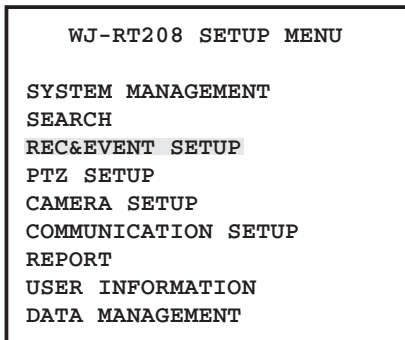 WJ-RT208 SETUP MENU
SYSTEM MANAGEMENT
SEARCH
REC&EVENT SETUP
PTZ SETUP
CAMERA SETUP
COMMUNICATION SETUP
REPORT
USER INFORMATION
DATA MANAGEMENT